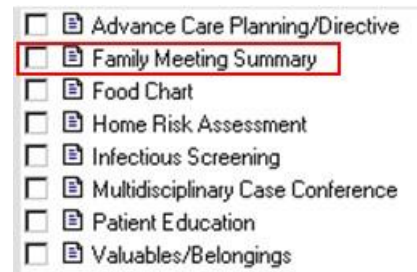 Advance Care Planning/Directive
Family Meeting Summary
Food Chart
Home Risk Assessment
Infectious Screening
Multidisciplinary Case Conference
Patient Education
Valuables/Belongings